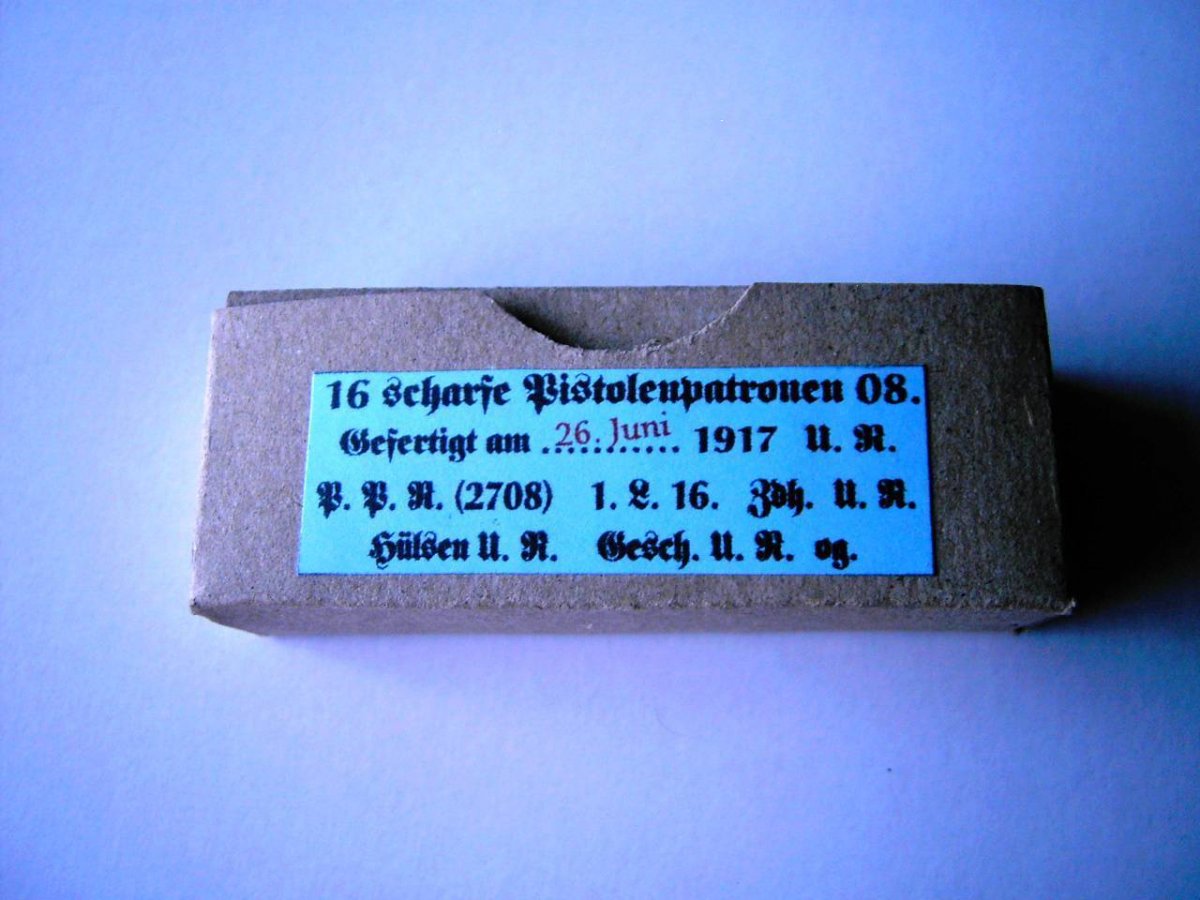 16 scharfe Pistolenpatronen 08.
Gefertigt am ..26. Juni.. 1917 U. R.
P. P. R. (2708) 1. L. 16. Zdh. U. R.
Hülsen U. R. Gesch. U. R. og.